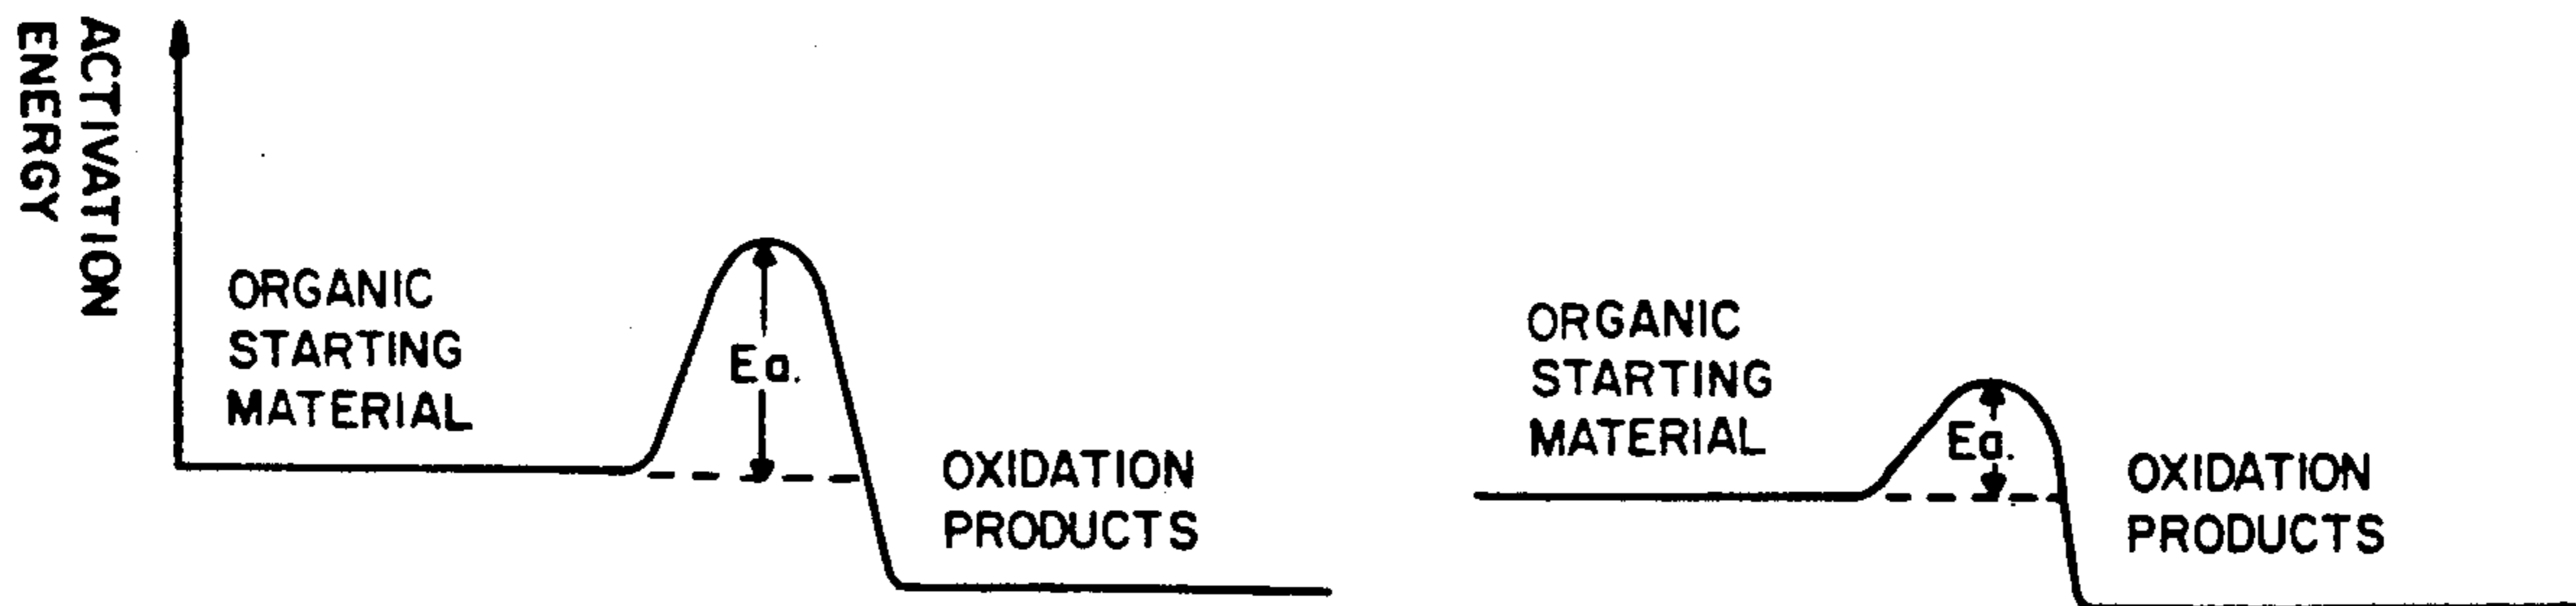 ACTIVATION
ENERGY
ORGANIC
STARTING
MATERIAL
Ea.
OXIDATION
PRODUCTS
ORGANIC
STARTING
MATERIAL
Ea.
OXIDATION
PRODUCTS